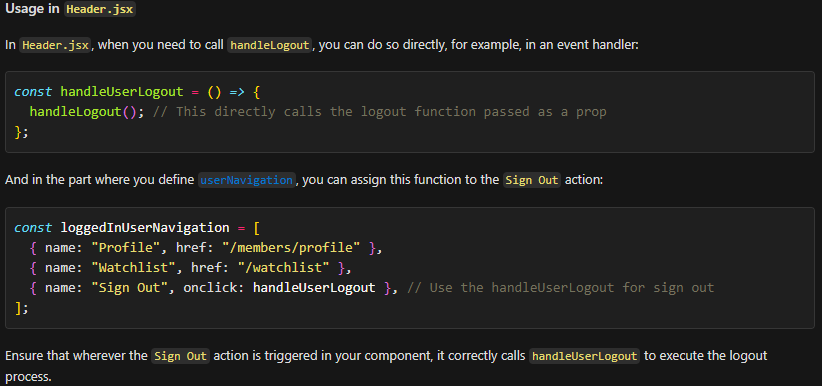 Usage in Header.jsx
In Header.jsx, when you need to call handleLogout, you can do so directly, for example, in an event handler:
const handleUserLogout = () => {
  handleLogout(); // This directly calls the logout function passed as a prop
};
And in the part where you define userNavigation, you can assign this function to the Sign Out action:
const loggedInUserNavigation = [
  { name: "Profile", href: "/members/profile" },
  { name: "Watchlist", href: "/watchlist" },
  { name: "Sign Out", onclick: handleUserLogout }, // Use the handleUserLogout for sign out
];
Ensure that wherever the Sign Out action is triggered in your component, it correctly calls handleUserLogout to execute the logout
process.